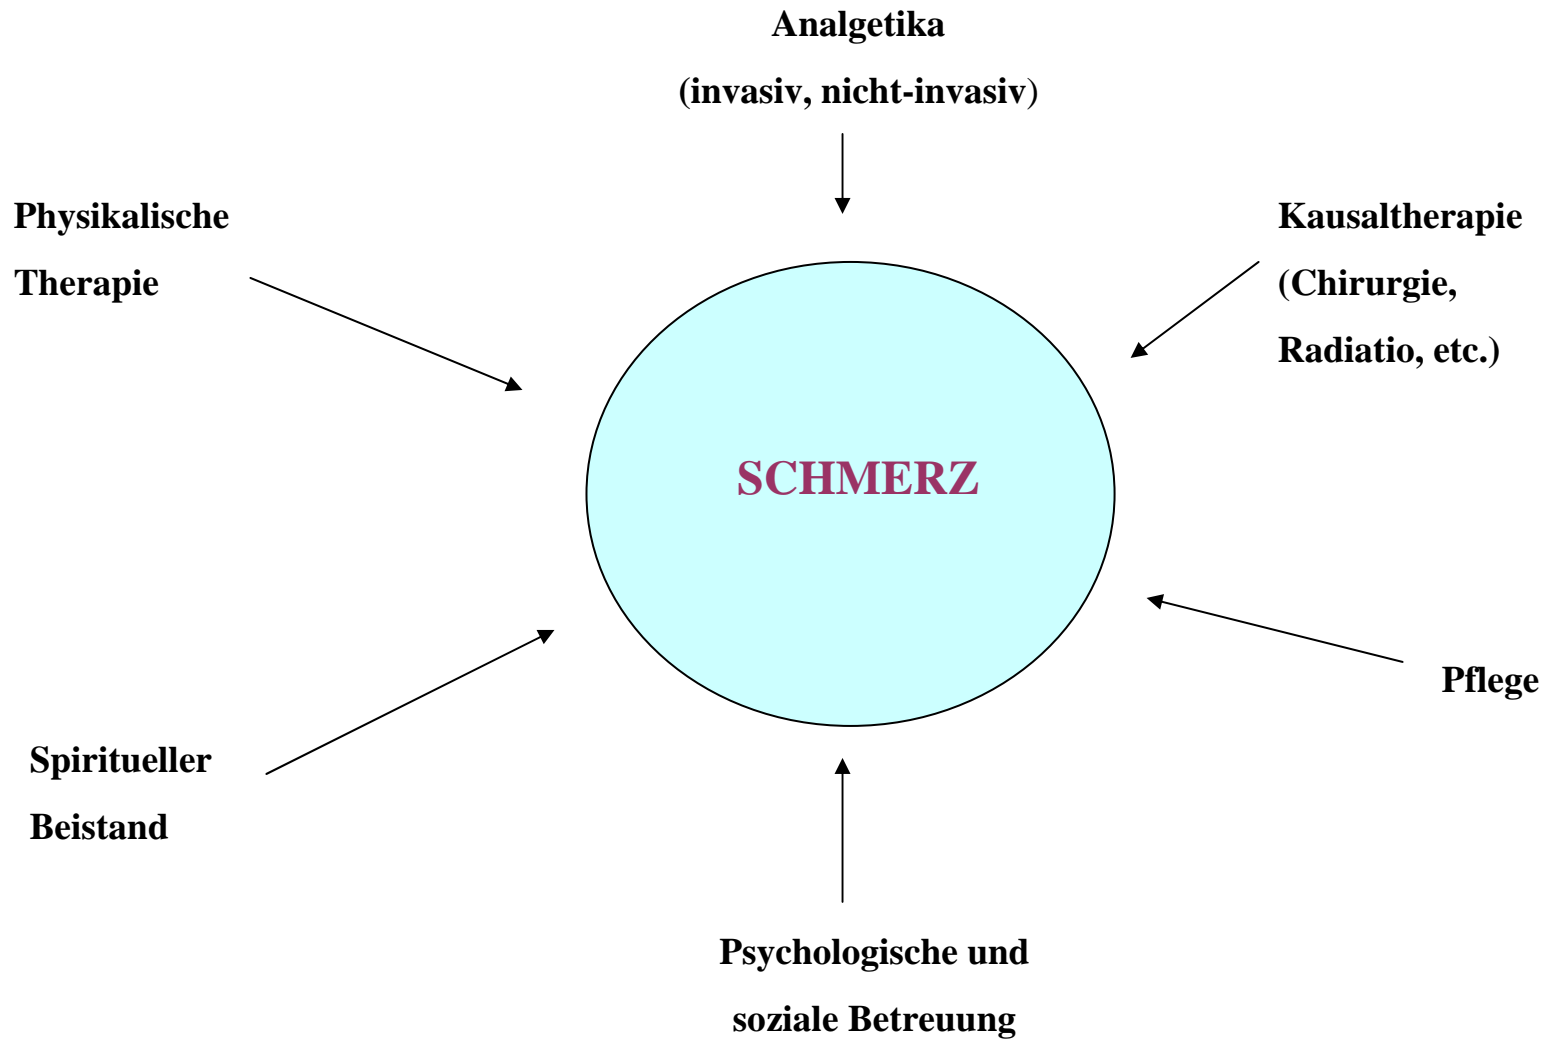 Analgetika
(invasiv, nicht-invasiv)
Physikalische
Therapie
Kausaltherapie
(Chirurgie,
Radiatio, etc.)
SCHMERZ
Pflege
Spiritueller
Beistand
Psychologische und
soziale Betreuung